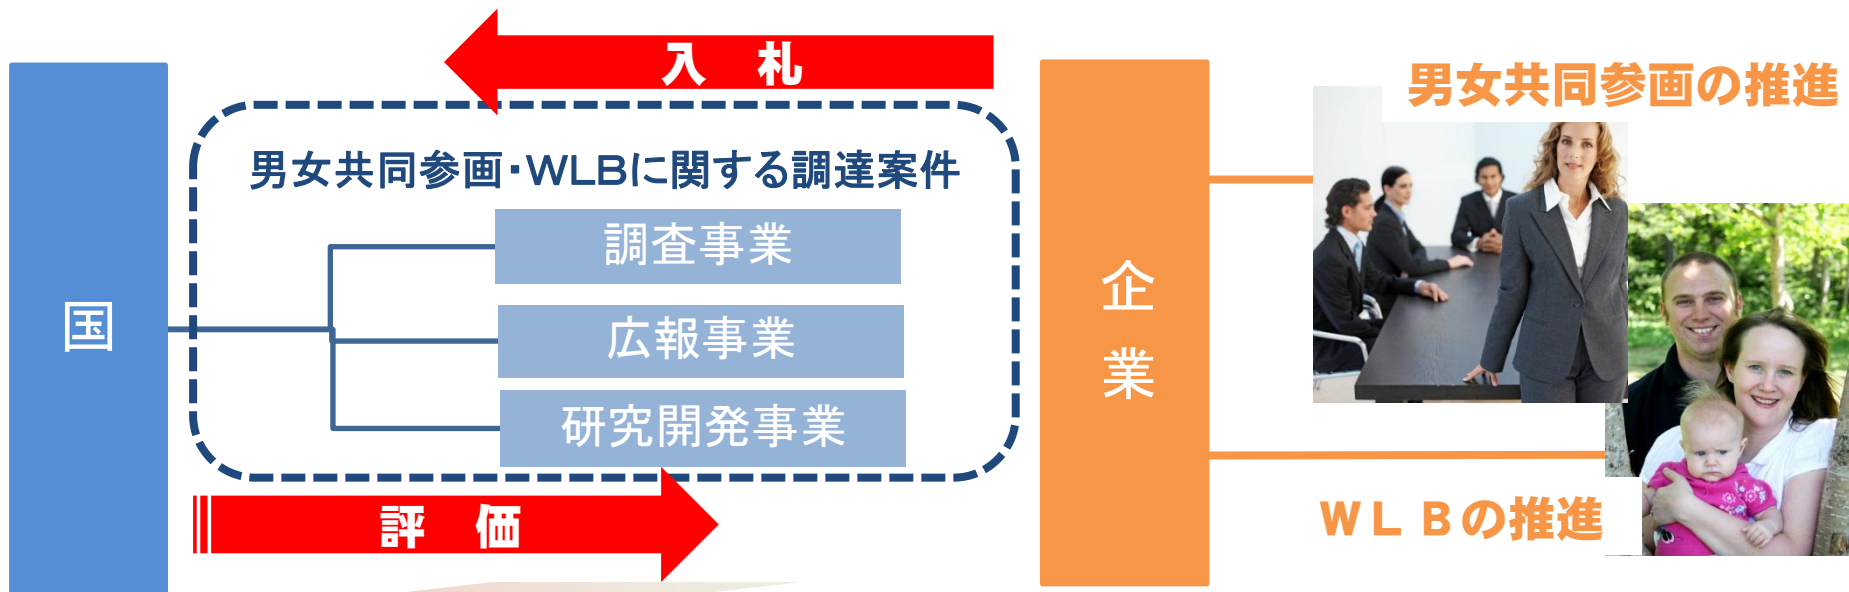 入　札
男女共同参画の推進
男女共同参画・WLBに関する調達案件
調査事業
国
広報事業
研究開発事業
企
業
評　価
ＷＬＢの推進